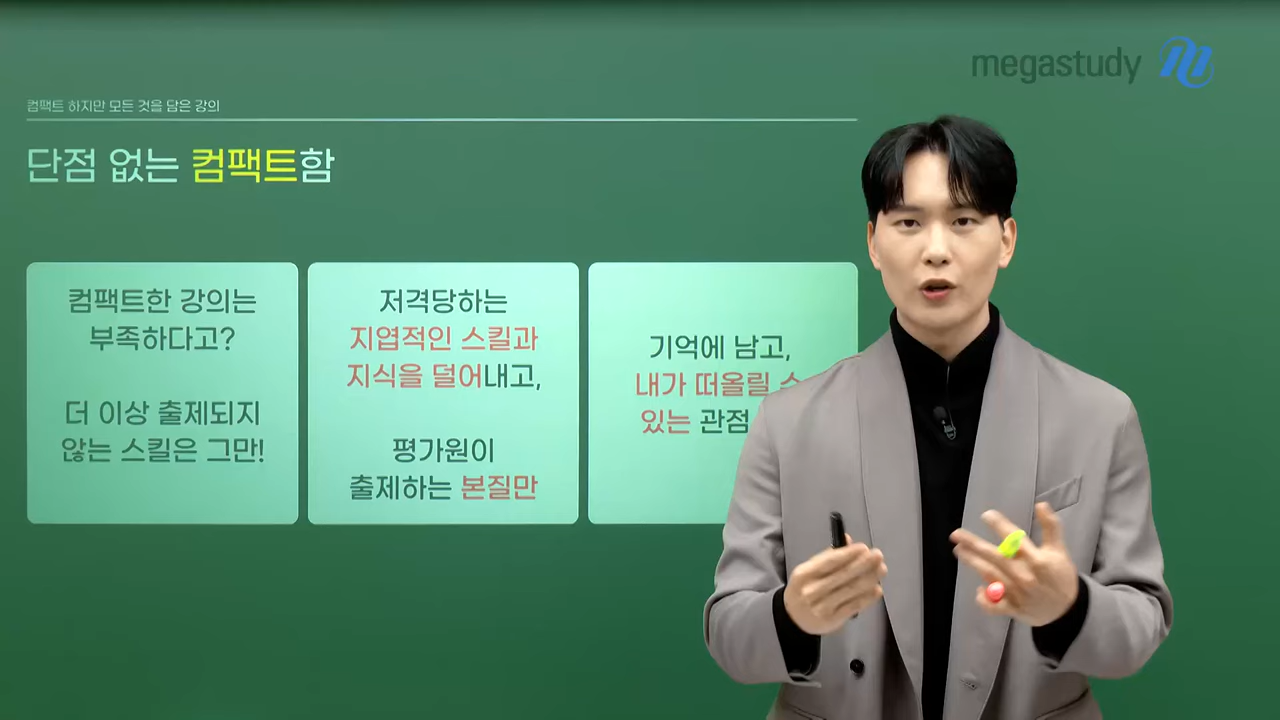 megastudy
컴팩트 하지만 모든 것을 담은 강의
단점 없는 컴팩트함
컴팩트한 강의는
부족하다고?
더 이상 출제되지
않는 스킬은 그만!
저격당하는
지엽적인 스킬과
지식을 덜어내고,
평가원이
출제하는 본질만
기억에 남고,
내가 떠올릴
있는 관점